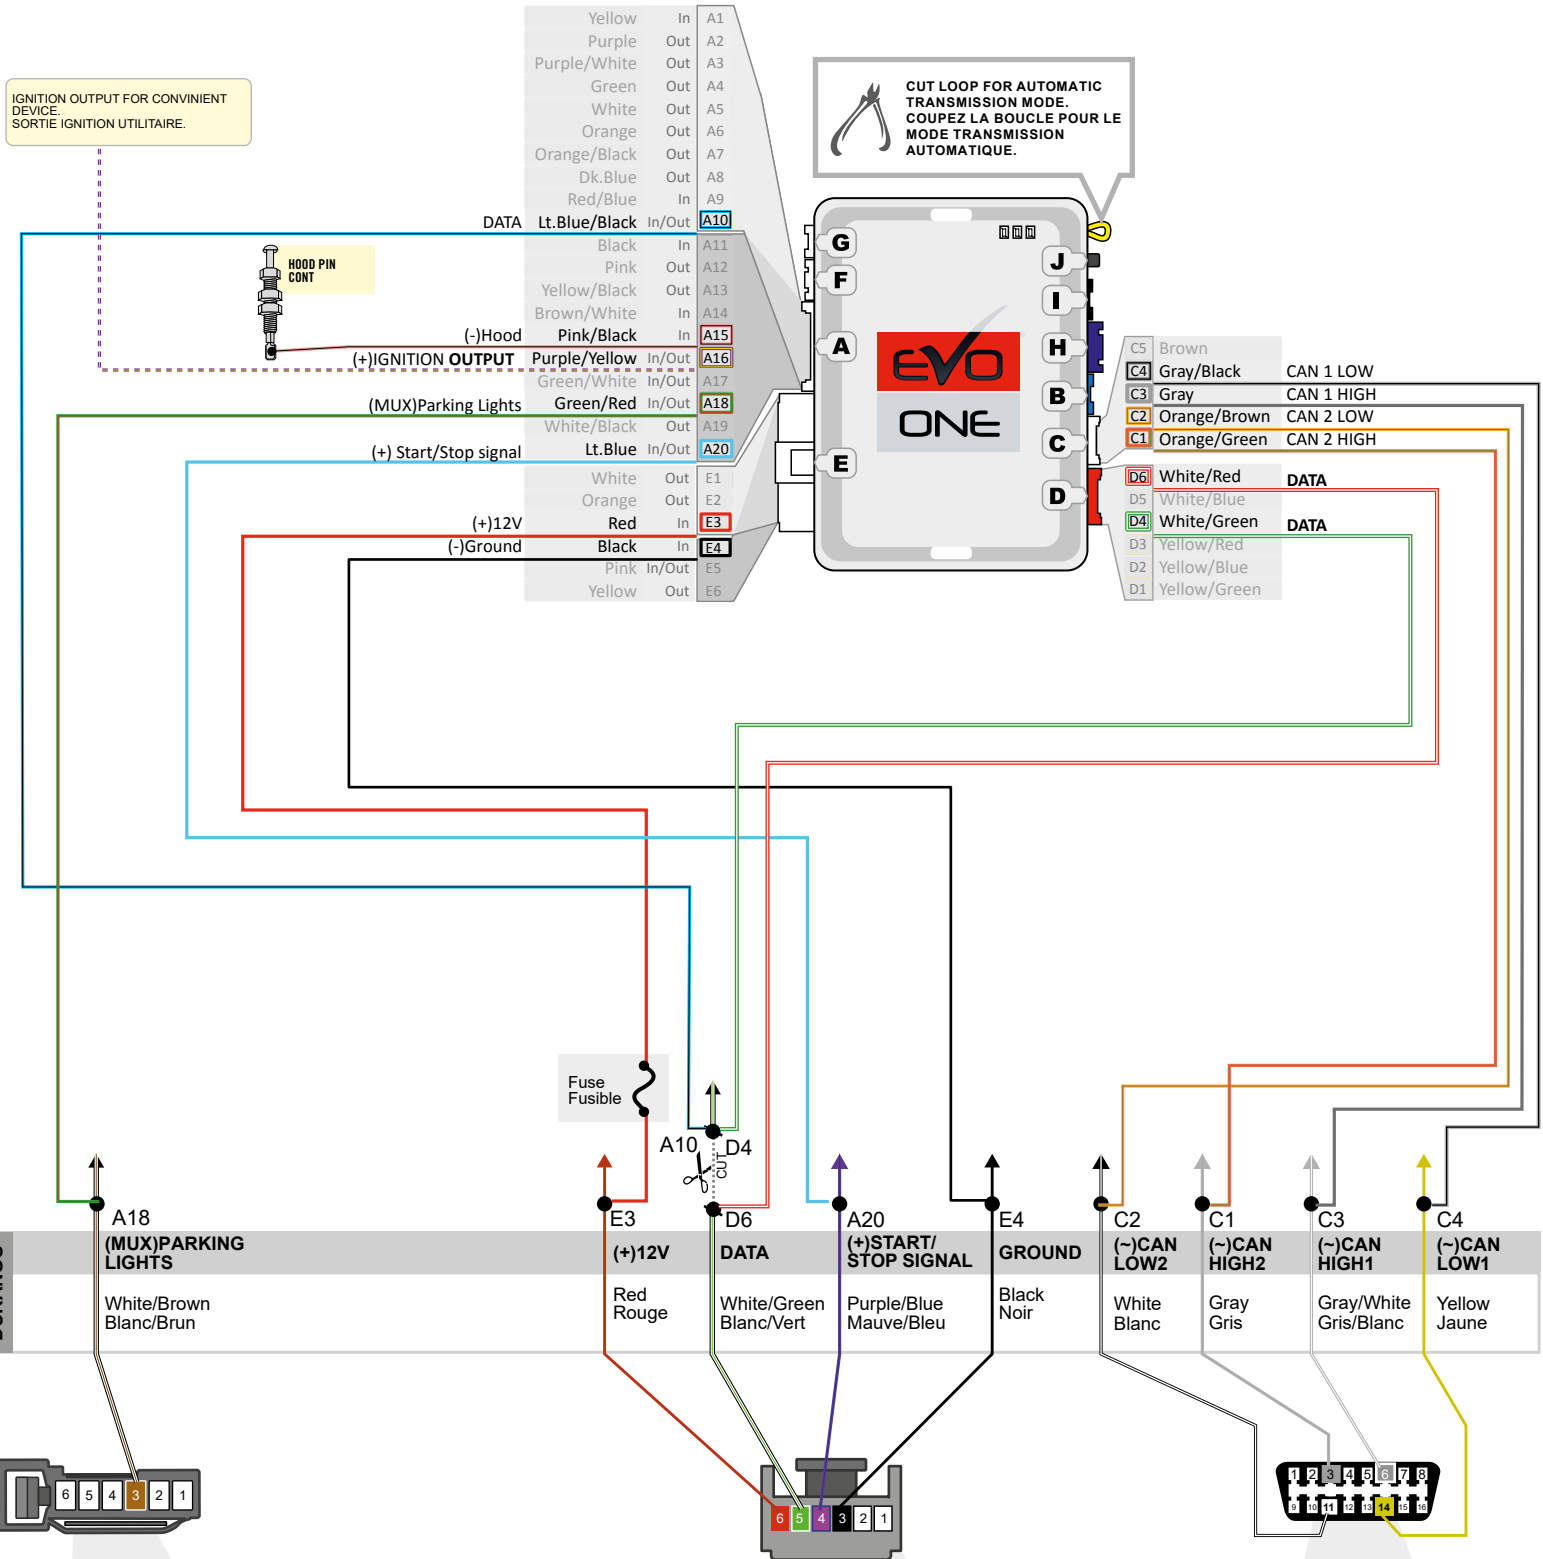 Yellow In A1
Purple Out A2
Purple/White Out A3
Green Out A4
White Out A5
Orange Out A6
Orange/Black Out A7
Dk.Blue Out A8
Red/Blue In A9
DATA Lt.Blue/Black In/Out A10
Black In A11
Pink Out A12
Yellow/Black Out A13
Brown/White In A14
(-)Hood Pink/Black In A15
(+)IGNITION OUTPUT Purple/Yellow In/Out A16
Green/White In/Out A17
(MUX)Parking Lights Green/Red In/Out A18
White/Black Out A19
(+) Start/Stop signal Lt.Blue In/Out A20
White Out E1
Orange Out E2
(+)12V Red In E3
(-)Ground Black In E4
Pink In/Out E5
Yellow Out E6
IGNITION OUTPUT FOR CONVINIENT
DEVICE.
SORTIE IGNITION UTILITAIRE.
HOOD PIN
CONT
CUT LOOP FOR AUTOMATIC
TRANSMISSION MODE.
COUPEZ LA BOUCLE POUR LE
MODE TRANSMISSION
AUTOMATIQUE.
G
F
A
E
J
I
H
B
C
D
EVO
ONE
C5 Brown
C4 Gray/Black CAN 1 LOW
C3 Gray CAN 1 HIGH
C2 Orange/Brown CAN 2 LOW
C1 Orange/Green CAN 2 HIGH
D6 White/Red DATA
D5 White/Blue
D4 White/Green DATA
D3 Yellow/Red
D2 Yellow/Blue
D1 Yellow/Green
Fuse
Fusible
A10 D4
CUT
A18 E3 D6 A20 E4 C2 C1 C3 C4
(MUX)PARKING
LIGHTS
(+)12V
DATA
(+)START/
STOP SIGNAL
GROUND
(~)CAN
LOW2
(~)CAN
HIGH2
(~)CAN
HIGH1
(~)CAN
LOW1
White/Brown
Blanc/Brun
Red
Rouge
White/Green
Blanc/Vert
Purple/Blue
Mauve/Bleu
Black
Noir
White
Blanc
Gray
Gris
Gray/White
Gris/Blanc
Yellow
Jaune
6 5 4 3 2 1
6 5 4 3 2 1
1 2 3 4 5 6 7 8
9 10 11 12 13 14 15 16